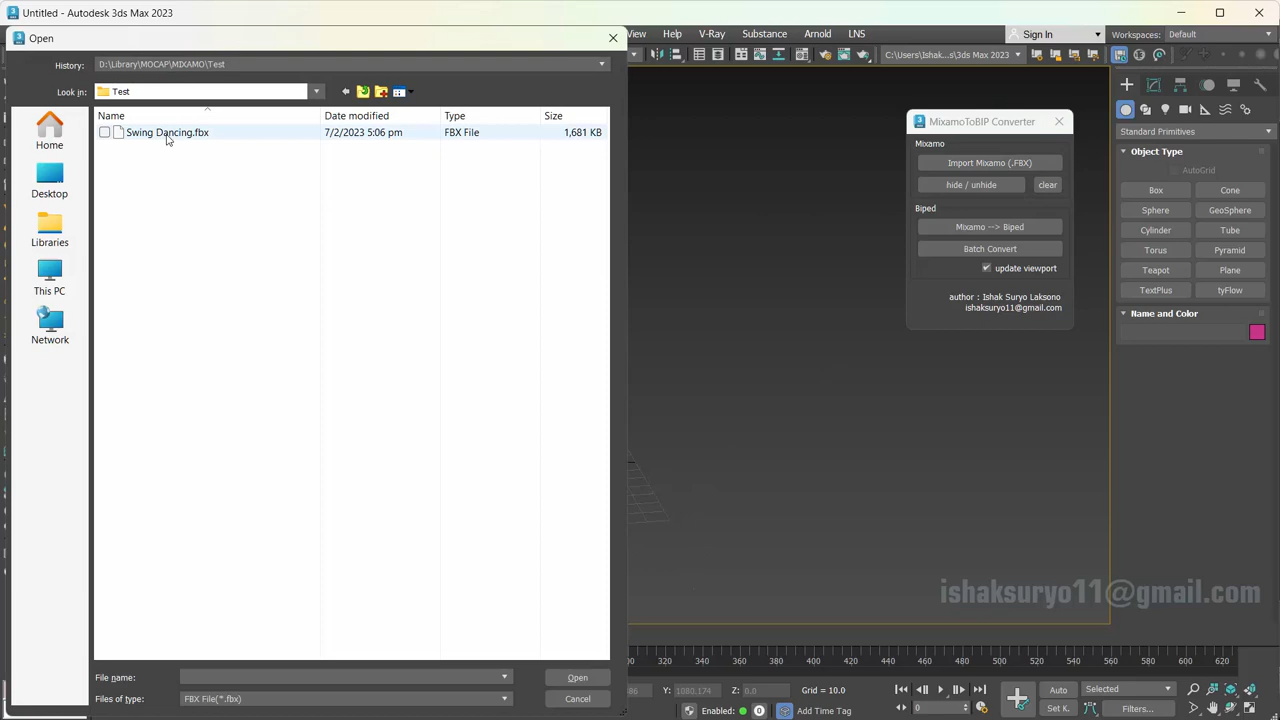 Untitled - Autodesk 3ds Max 2023
Open
History: D:\Library\MOCAP\MIXAMO\Test
Look in: Test
Name Date modified Type Size
Swing Dancing.fbx 7/2/2023 5:06 pm FBX File 1,681 KB
Home
Desktop
Libraries
This PC
Network
File name: Open
Files of type: FBX File(*.fbx) Cancel
View Help V-Ray Substance Arnold LNS Sign In Workspaces: Default
C:\Users\Ishak...s\3ds Max 2023
MixamoToBIP Converter
Mixamo
Import Mixamo (.FBX)
hide / unhide clear
Biped
Mixamo --> Biped
Batch Convert
update viewport
author : Ishak Suryo Laksono
ishaksuryo11@gmail.com
Standard Primitives
Object Type
AutoGrid
Box Cone
Sphere GeoSphere
Cylinder Tube
Torus Pyramid
Teapot Plane
TextPlus tyFlow
Name and Color
ishaksuryo11@gmail.com
300 320 340 360 380 400 420 440 460 480 500 520 540 560 580 600 620
Y: 1080.174 Z: 0.0 Grid = 10.0 Auto Selected
Enabled: 0 Add Time Tag 0 Set K. Filters...